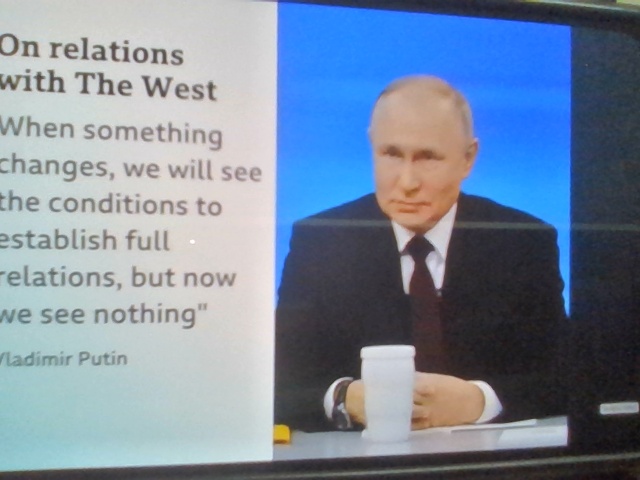 On relations
with The West
When something
changes, we will see
the conditions to
establish full
relations, but now
we see nothing"
Vladimir Putin